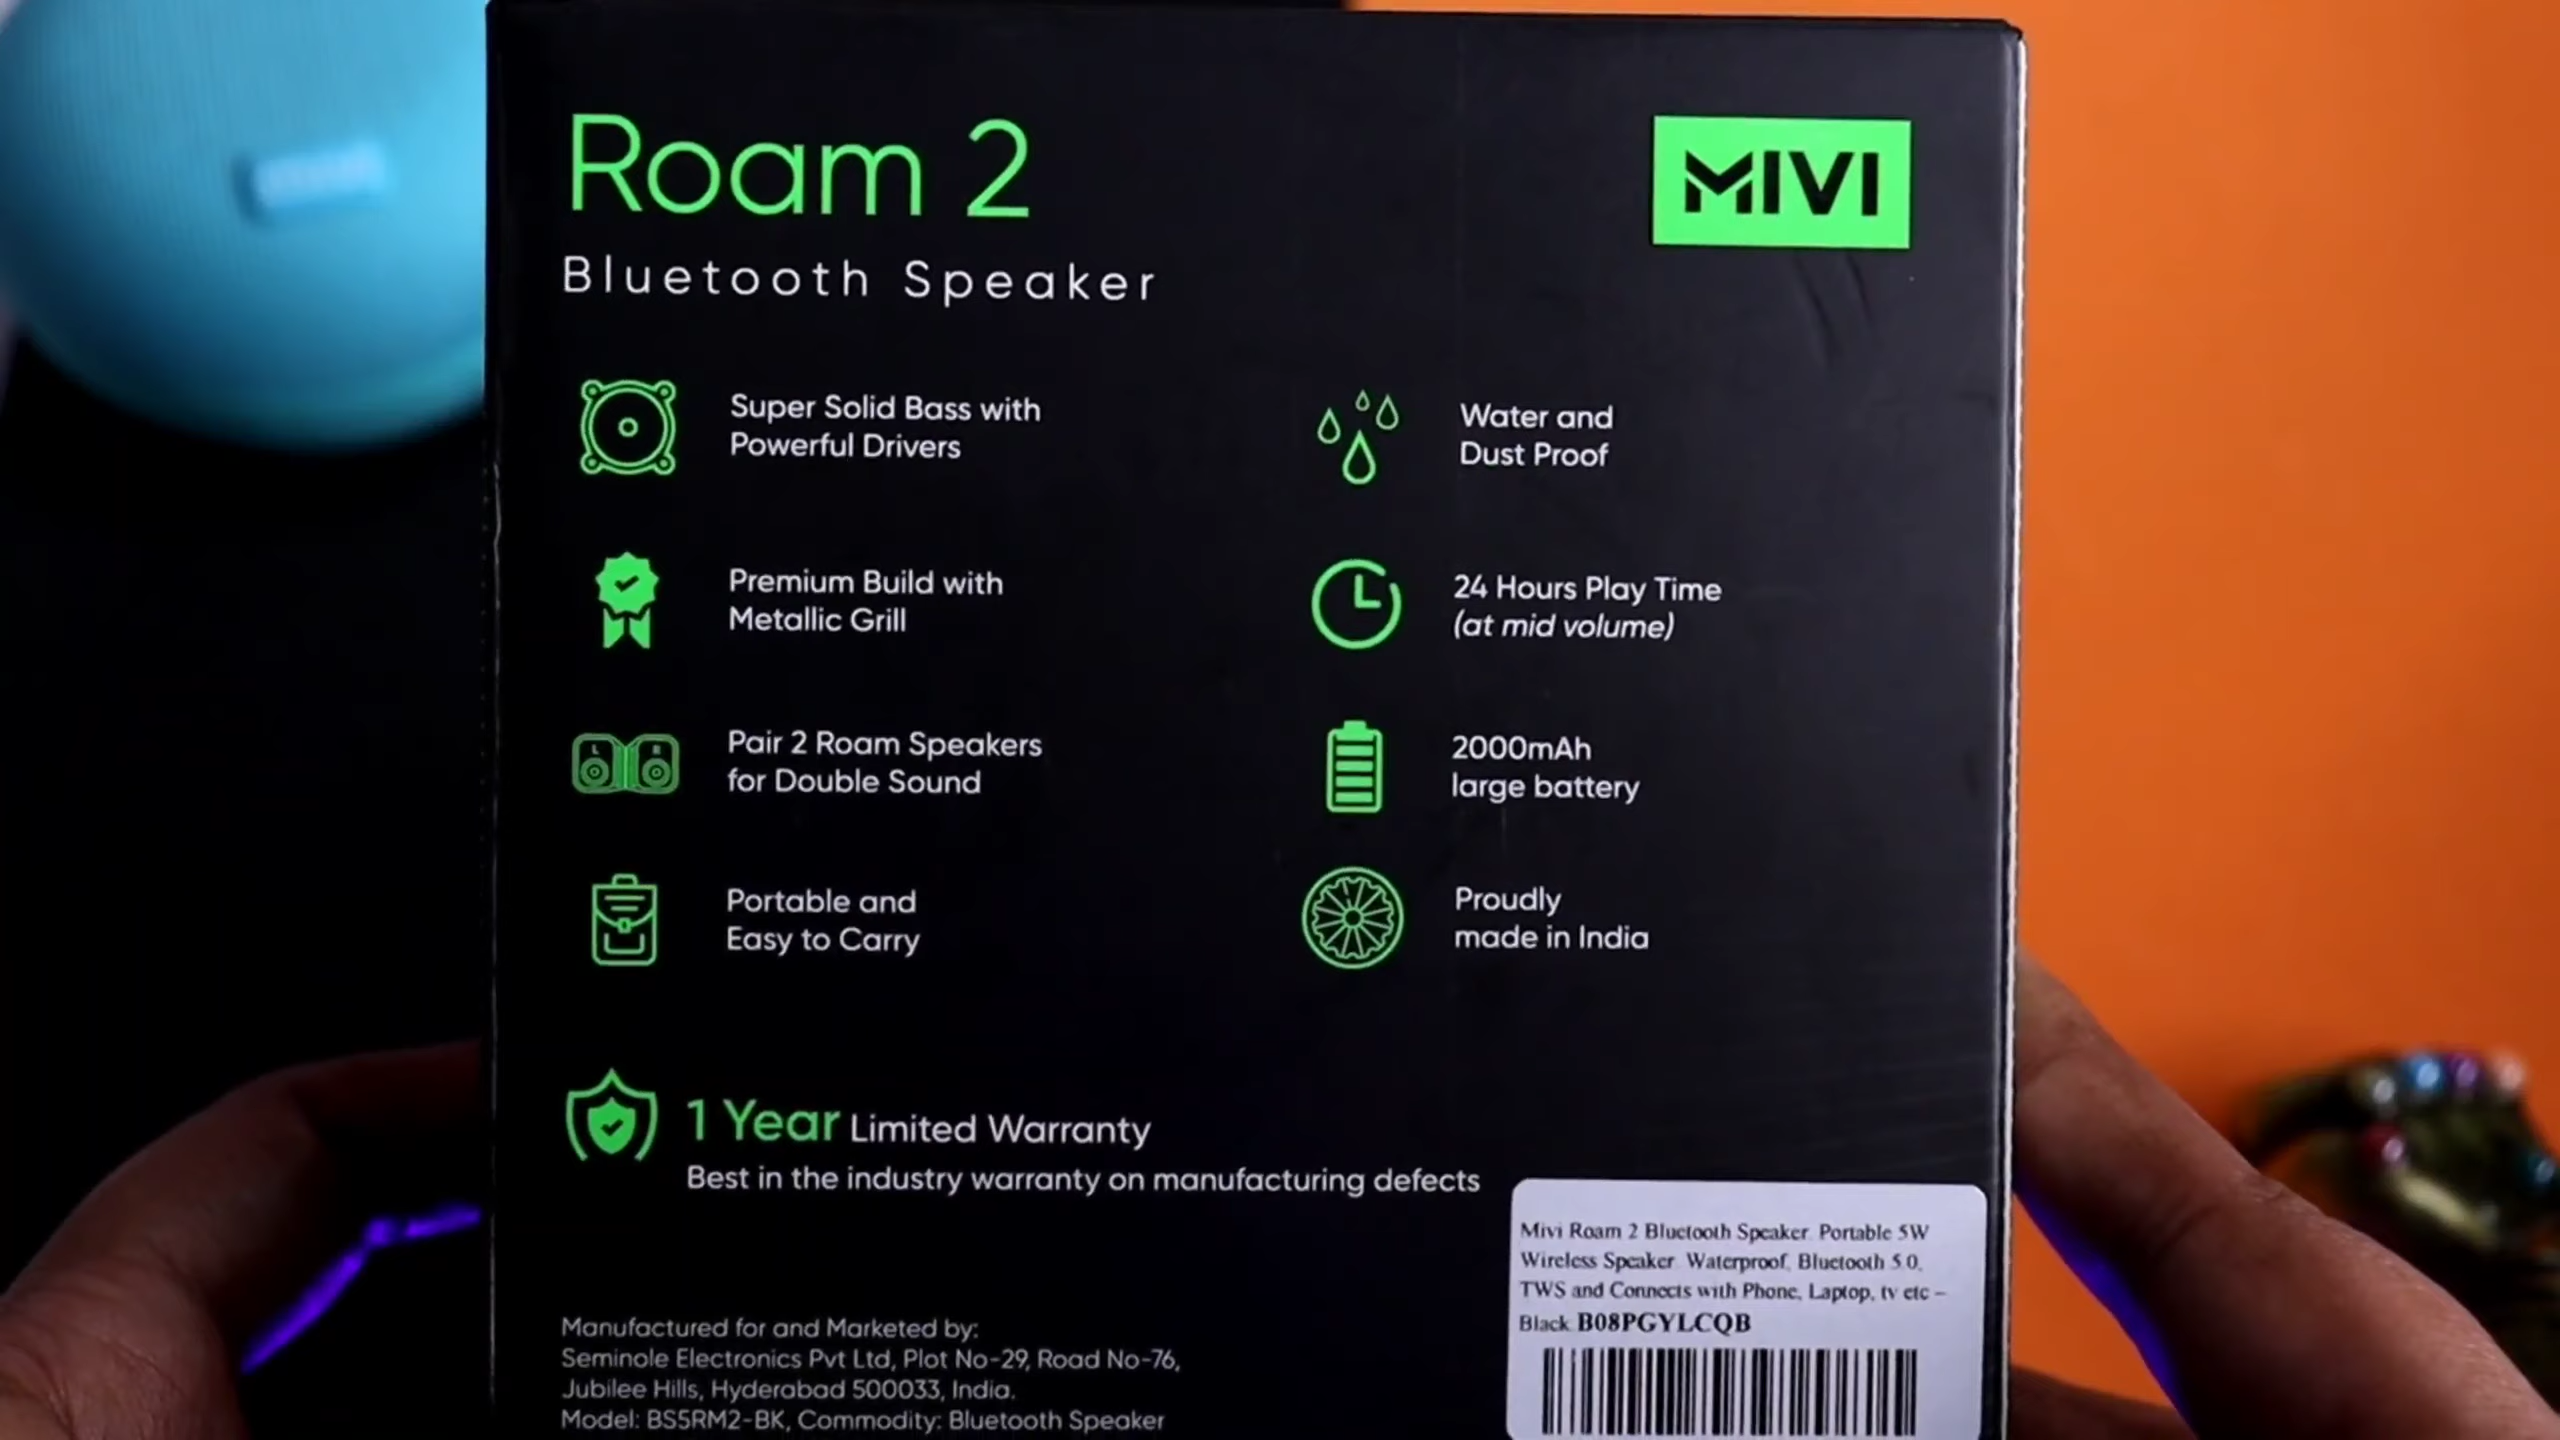 Roam 2
MIVI
Bluetooth Speaker
Super Solid Bass with
Powerful Drivers
Water and
Dust Proof
Premium Build with
Metallic Grill
24 Hours Play Time
(at mid volume)
L R
Pair 2 Roam Speakers
for Double Sound
2000mAh
large battery
Portable and
Easy to Carry
Proudly
made in India
1 Year Limited Warranty
Best in the industry warranty on manufacturing defects
Manufactured for and Marketed by:
Seminole Electronics Pvt Ltd, Plot No-29, Road No-76,
Jubilee Hills, Hyderabad 500033, India.
Model: BS5RM2-BK, Commodity: Bluetooth Speaker
Mivi Roam 2 Bluetooth Speaker. Portable 5W
Wireless Speaker. Waterproof, Bluetooth 5.0,
TWS and Connects with Phone, Laptop, tv etc –
Black B08PGYLCQB